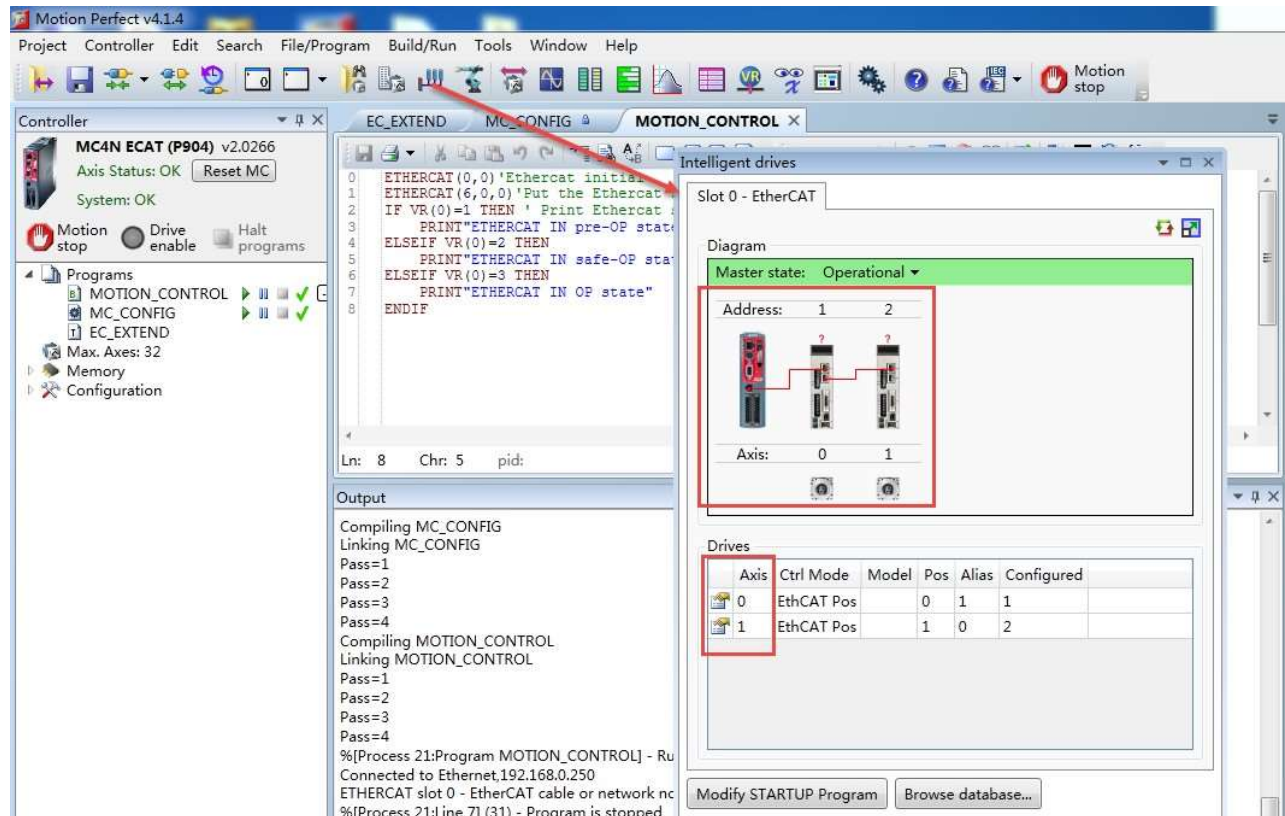 Motion Perfect v4.1.4
Project Controller Edit Search File/Program Build/Run Tools Window Help
Motion
stop
Controller
MC4N ECAT (P904) v2.0266
Axis Status: OK Reset MC
System: OK
Motion stop
Drive enable
Halt programs
Programs
MOTION_CONTROL
MC_CONFIG
EC_EXTEND
Max. Axes: 32
Memory
Configuration
EC_EXTEND MC_CONFIG MOTION_CONTROL
0 ETHERCAT(0,0)'Ethercat initial
1 ETHERCAT(6,0,0)'Put the Ethercat
2 IF VR(0)=1 THEN ' Print Ethercat
3 PRINT"ETHERCAT IN pre-OP state
4 ELSEIF VR(0)=2 THEN
5 PRINT"ETHERCAT IN safe-OP sta
6 ELSEIF VR(0)=3 THEN
7 PRINT"ETHERCAT IN OP state"
8 ENDIF
Ln: 8 Chr: 5 pid:
Output
Compiling MC_CONFIG
Linking MC_CONFIG
Pass=1
Pass=2
Pass=3
Pass=4
Compiling MOTION_CONTROL
Linking MOTION_CONTROL
Pass=1
Pass=2
Pass=3
Pass=4
%[Process 21:Program MOTION_CONTROL] - Ru
Connected to Ethernet,192.168.0.250
ETHERCAT slot 0 - EtherCAT cable or network nc
%[Process 21:Line 7] (31) - Program is stopped
Intelligent drives
Slot 0 - EtherCAT
Diagram
Master state: Operational
Address: 1 2
? ?
Axis: 0 1
Drives
Axis Ctrl Mode Model Pos Alias Configured
0 EthCAT Pos 0 1 1
1 EthCAT Pos 1 0 2
Modify STARTUP Program Browse database...